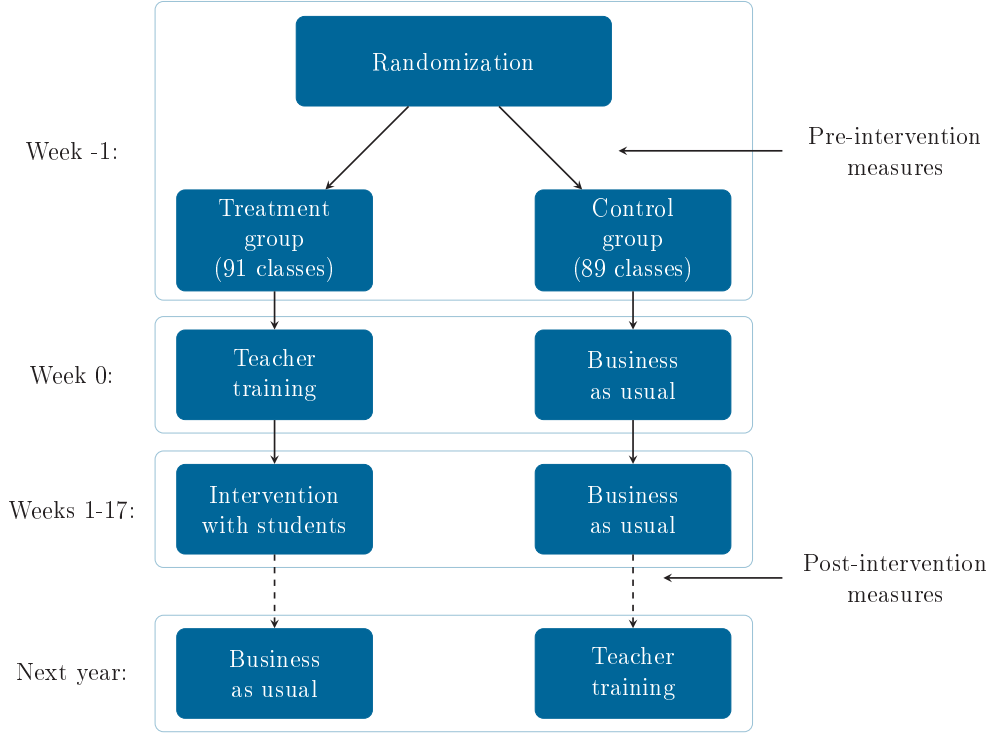 Randomization
Week -1:
Pre-intervention
measures
Treatment
group
(91 classes)
Control
group
(89 classes)
Week 0:
Teacher
training
Business
as usual
Weeks 1-17:
Intervention
with students
Business
as usual
Post-intervention
measures
Next year:
Business
as usual
Teacher
training